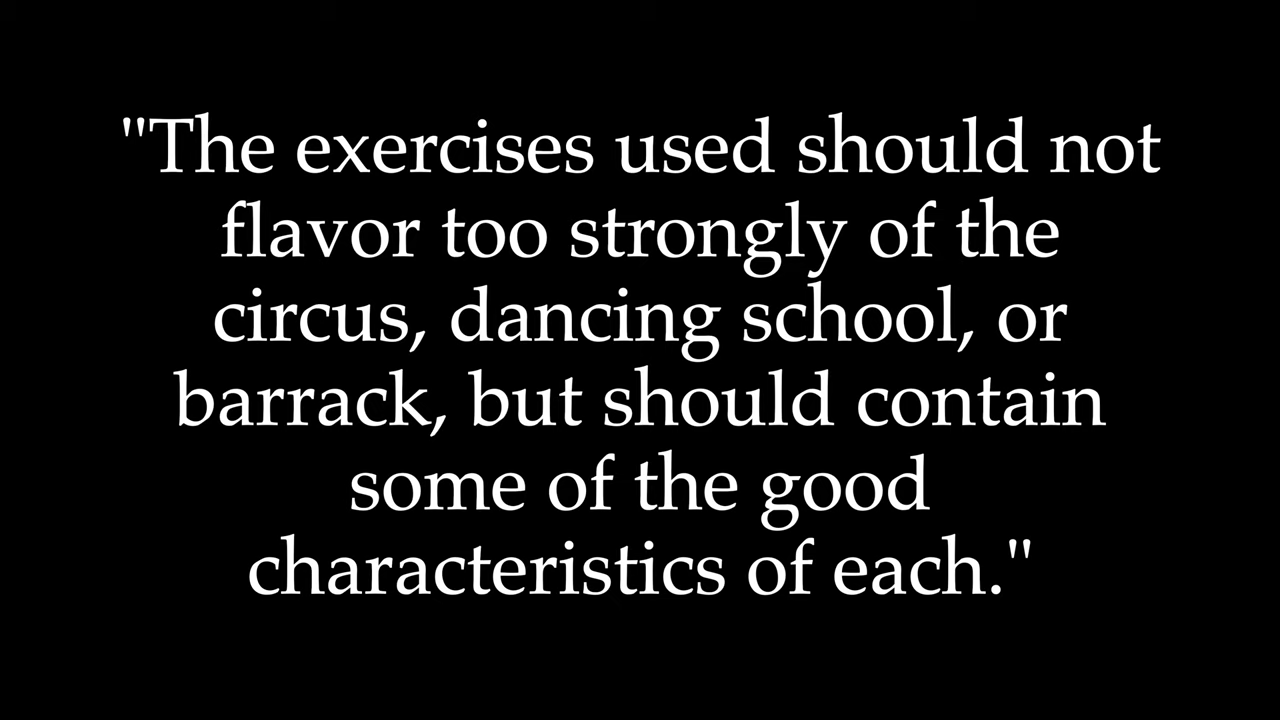 "The exercises used should not
flavor too strongly of the
circus, dancing school, or
barrack, but should contain
some of the good
characteristics of each."